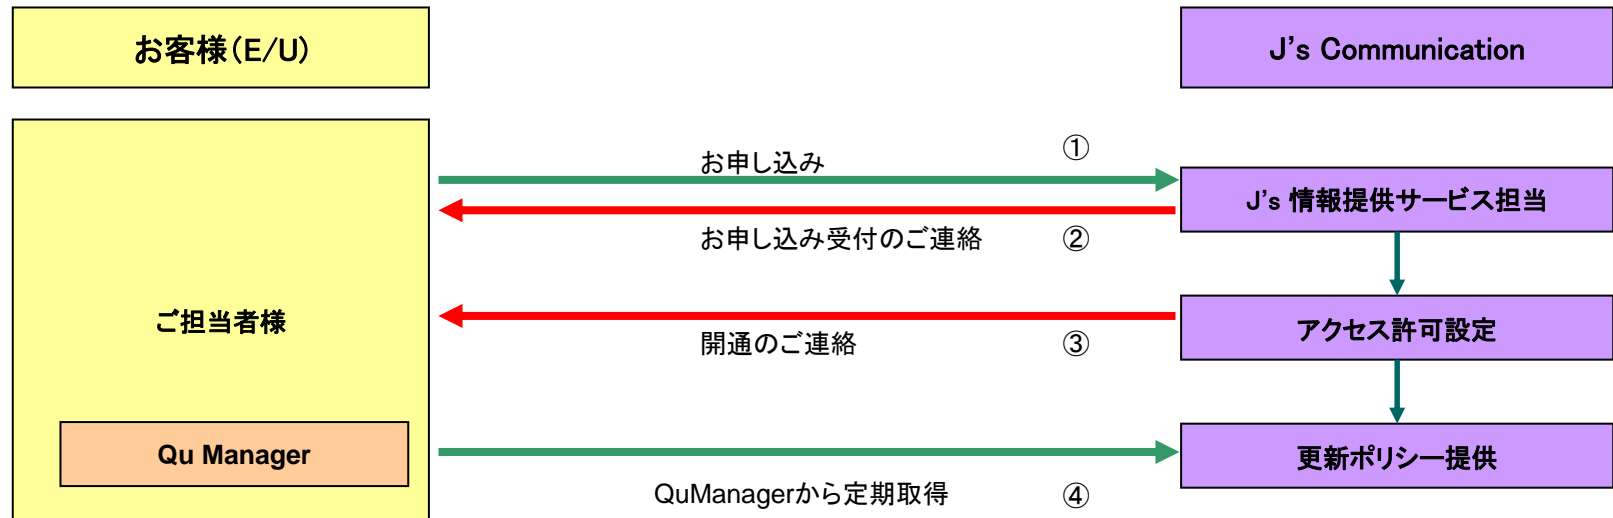 お客様(E/U)
J's Communication
お申し込み
①
J's 情報提供サービス担当
お申し込み受付のご連絡
②
ご担当者様
アクセス許可設定
開通のご連絡
③
Qu Manager
更新ポリシー提供
QuManagerから定期取得
④